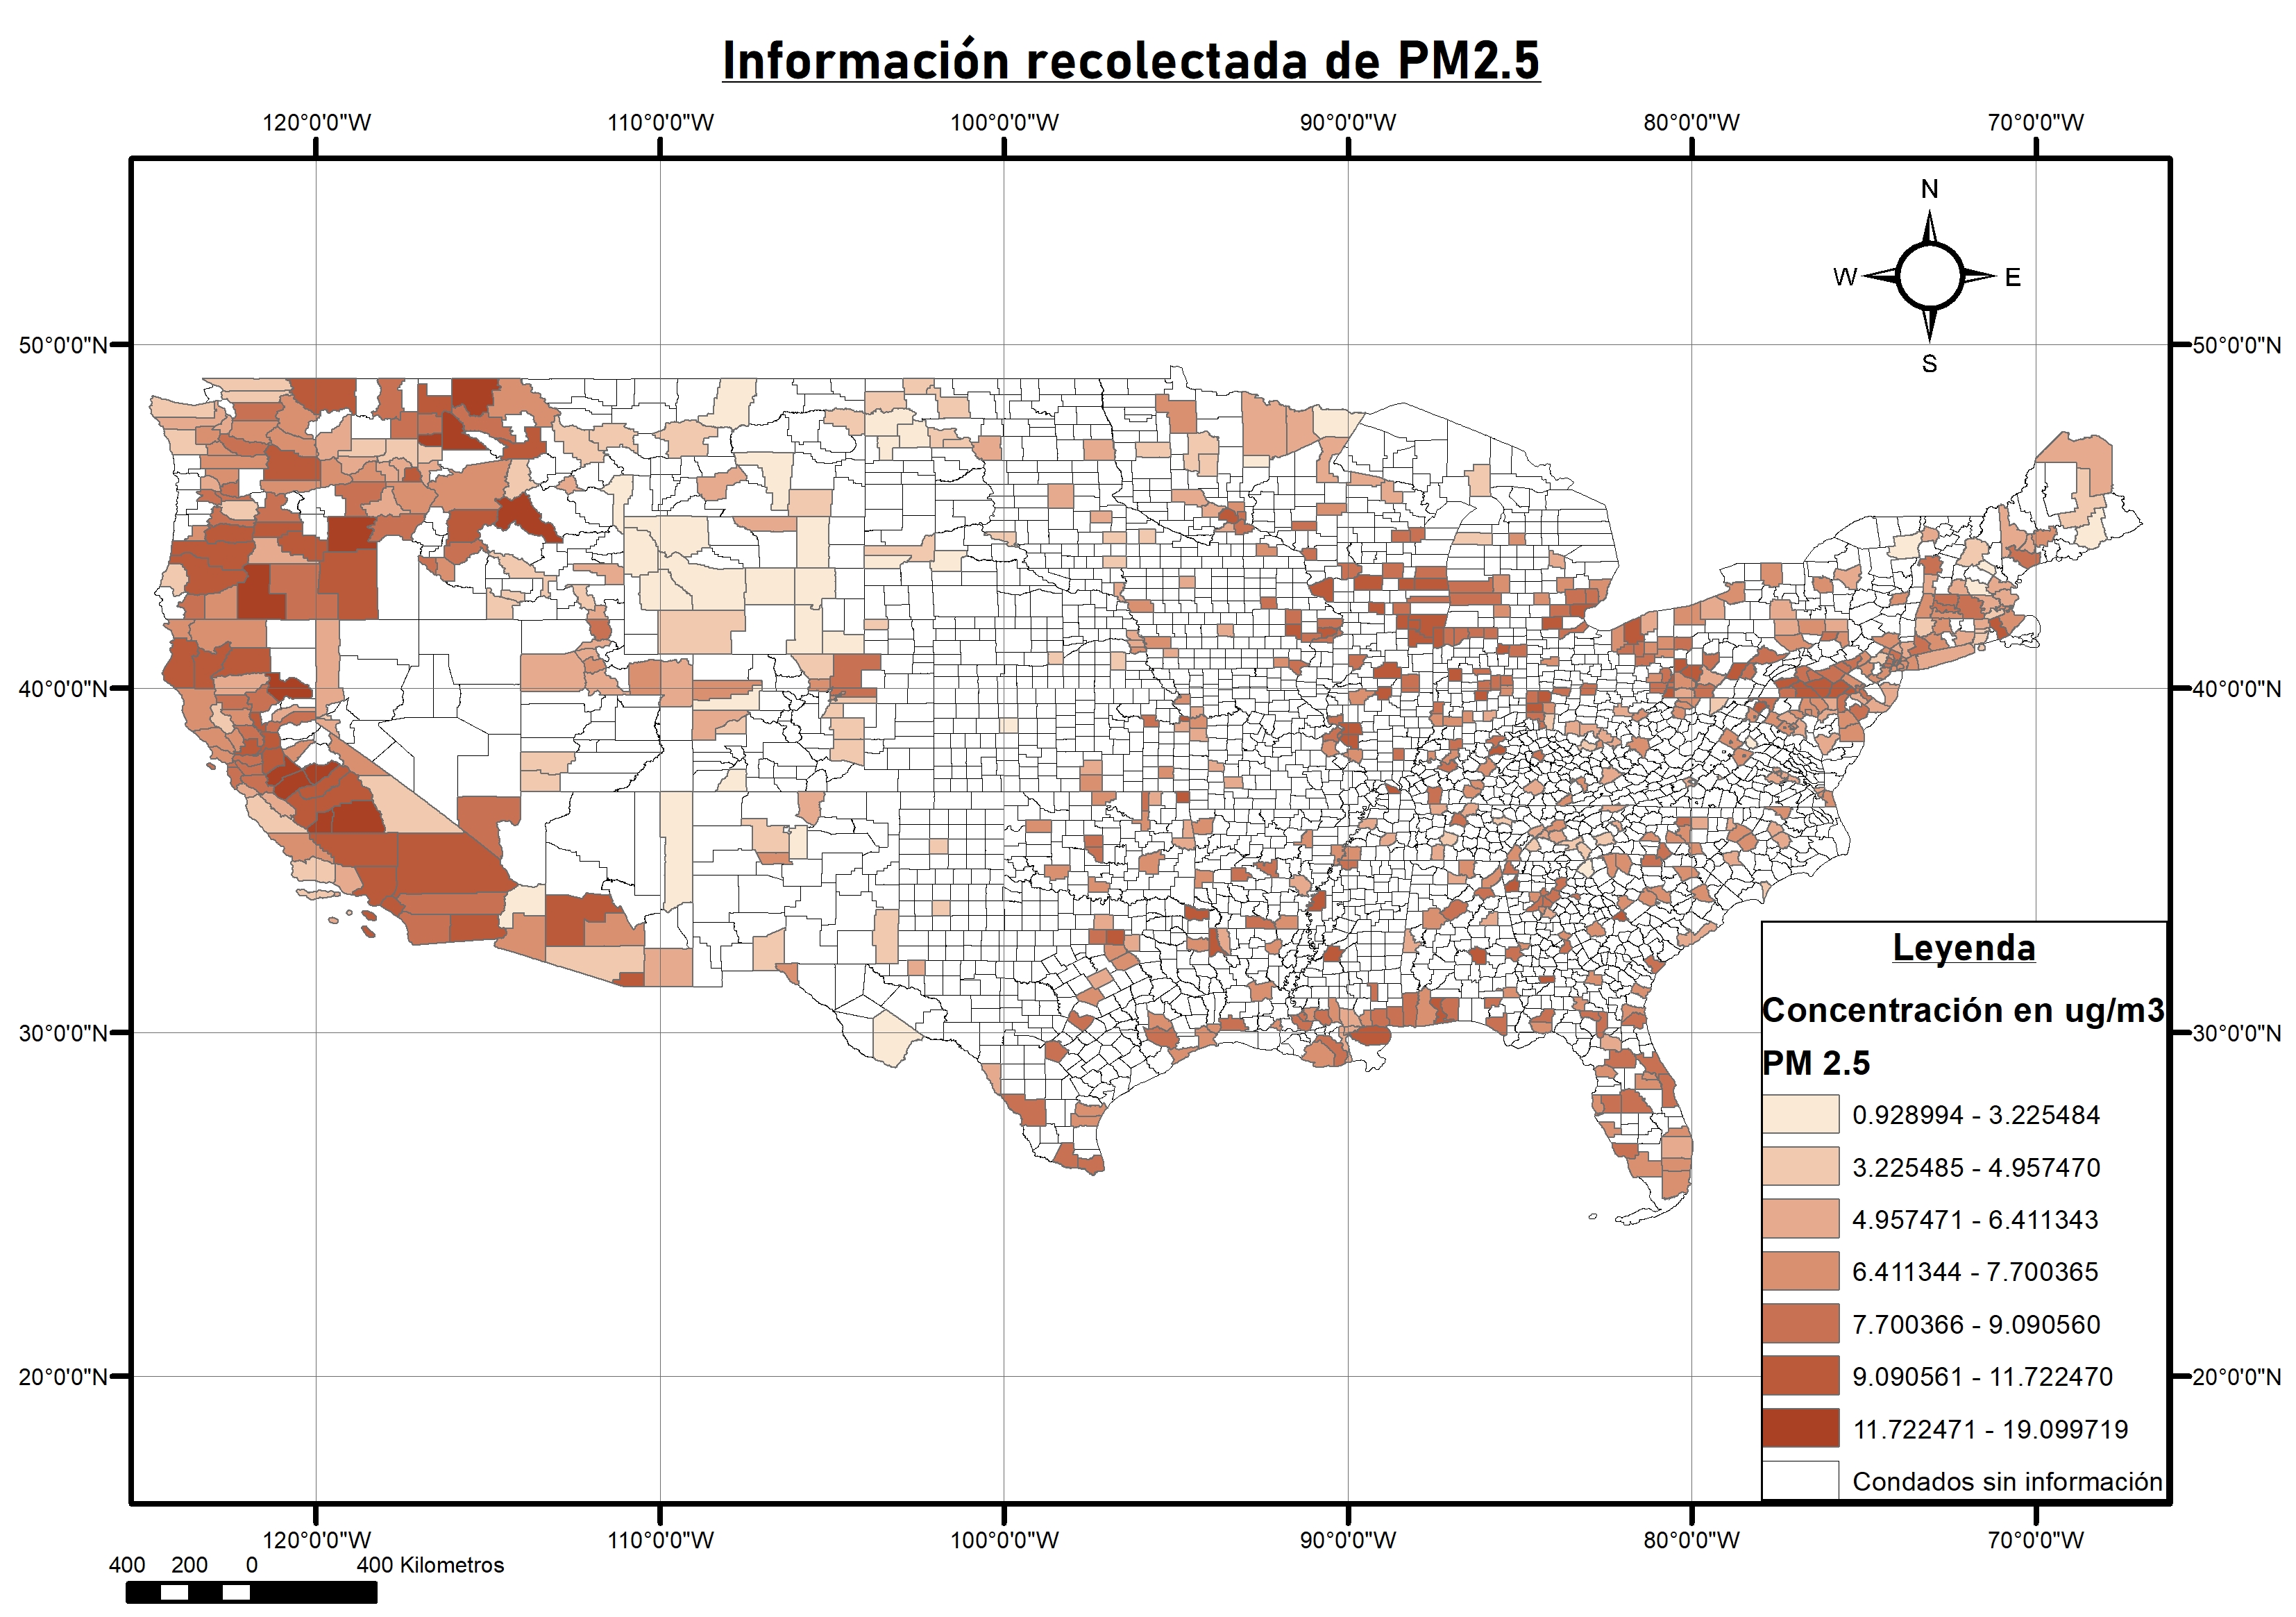 Información recolectada de PM2.5
120°0'0"W 110°0'0"W 100°0'0"W 90°0'0"W 80°0'0"W 70°0'0"W
N
W E
S
50°0'0"N 50°0'0"N
40°0'0"N 40°0'0"N
30°0'0"N 30°0'0"N
20°0'0"N 20°0'0"N
Leyenda
Concentración en ug/m3
PM 2.5
0.928994 - 3.225484
3.225485 - 4.957470
4.957471 - 6.411343
6.411344 - 7.700365
7.700366 - 9.090560
9.090561 - 11.722470
11.722471 - 19.099719
Condados sin información
120°0'0"W 110°0'0"W 100°0'0"W 90°0'0"W 80°0'0"W 70°0'0"W
400 200 0 400 Kilometros